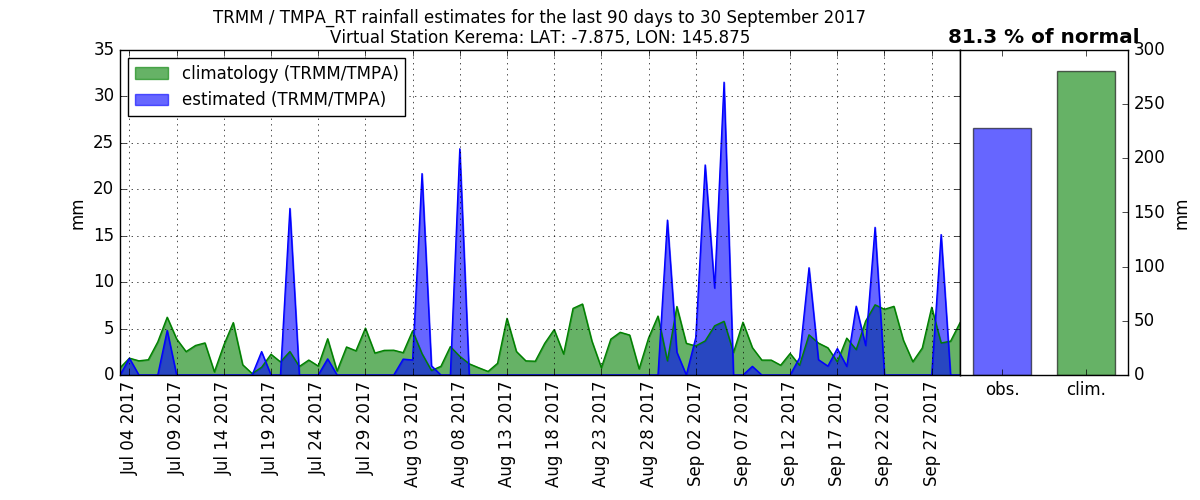 TRMM / TMPA_RT rainfall estimates for the last 90 days to 30 September 2017
Virtual Station Kerema: LAT: -7.875, LON: 145.875
81.3 % of normal
climatology (TRMM/TMPA)
estimated (TRMM/TMPA)
mm
35
30
25
20
15
10
5
0
Jul 04 2017
Jul 09 2017
Jul 14 2017
Jul 19 2017
Jul 24 2017
Jul 29 2017
Aug 03 2017
Aug 08 2017
Aug 13 2017
Aug 18 2017
Aug 23 2017
Aug 28 2017
Sep 02 2017
Sep 07 2017
Sep 12 2017
Sep 17 2017
Sep 22 2017
Sep 27 2017
300
250
200
150
100
50
0
mm
obs.
clim.